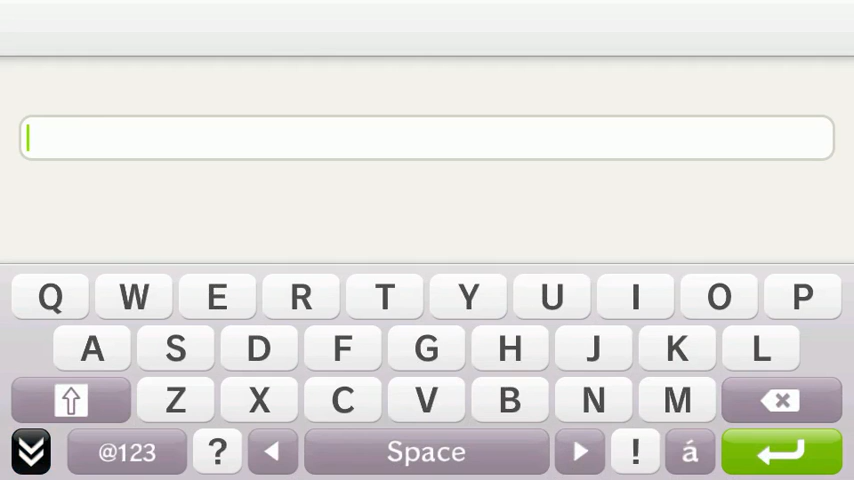 Q W E R T Y U I O P
A S D F G H J K L
Z X C V B N M
@123 ? Space ! á